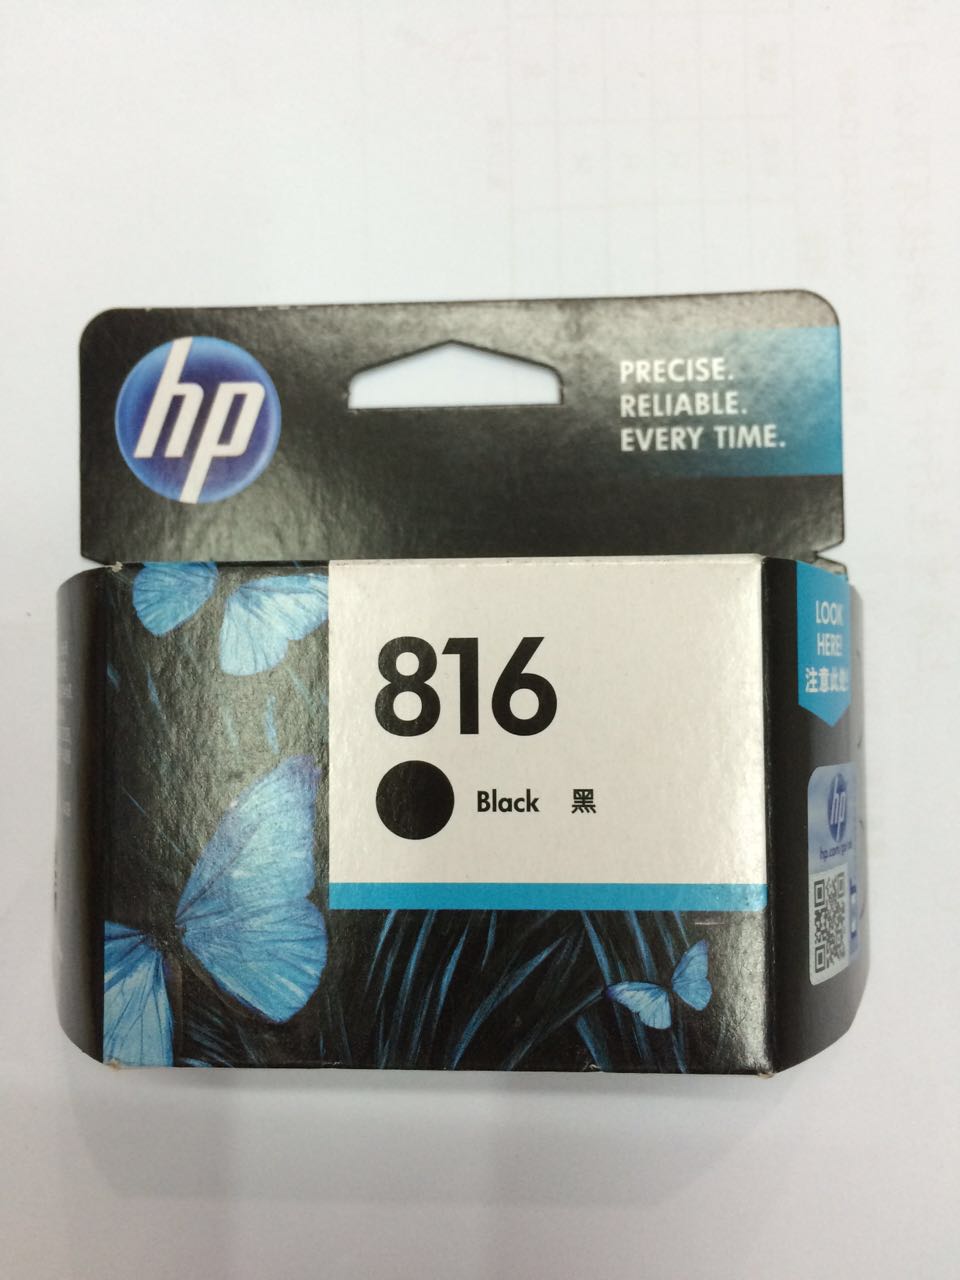 hp
PRECISE.
RELIABLE.
EVERY TIME.
816
Black 黑
LOOK
HERE!
注意此处!
hp